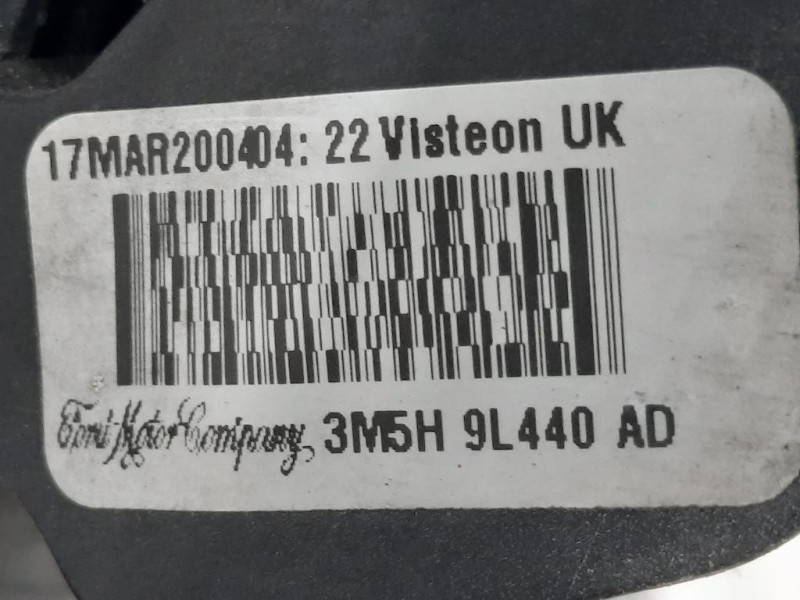 17MAR200404: 22 Visteon UK
Ford Motor Company 3M5H 9L440 AD